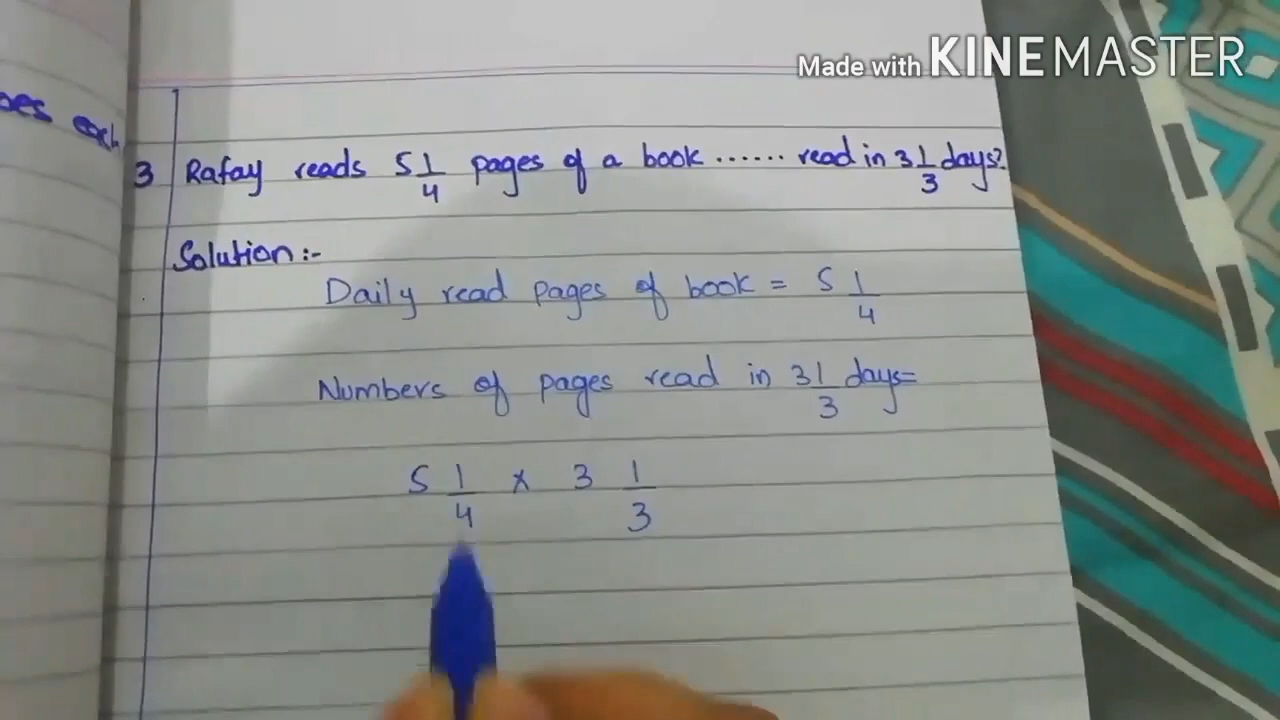 Made with KINEMASTER
3 Rafay reads 5 1/4 pages of a book ...... read in 3 1/3 days?
Solution:-
Daily read pages of book = 5 1/4
Numbers of pages read in 3 1/3 days=
5 1/4 × 3 1/3